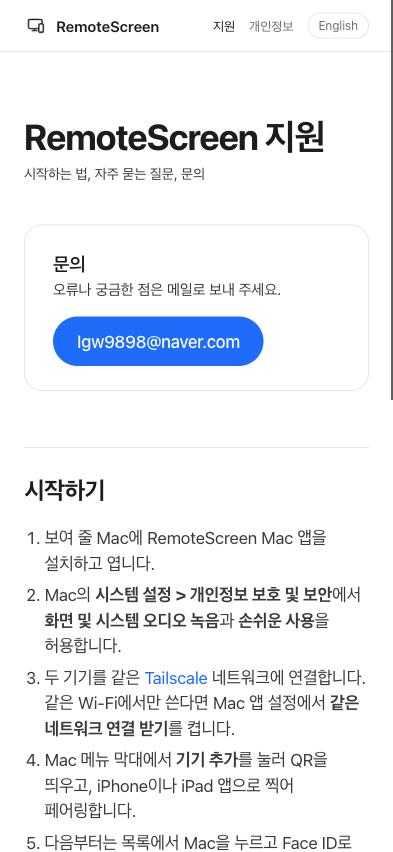 RemoteScreen
지원 개인정보 English
RemoteScreen 지원
시작하는 법, 자주 묻는 질문, 문의
문의
오류나 궁금한 점은 메일로 보내 주세요.
lgw9898@naver.com
시작하기
1. 보여 줄 Mac에 RemoteScreen Mac 앱을
설치하고 엽니다.
2. Mac의 시스템 설정 > 개인정보 보호 및 보안에서
화면 및 시스템 오디오 녹음과 손쉬운 사용을
허용합니다.
3. 두 기기를 같은 Tailscale 네트워크에 연결합니다.
같은 Wi-Fi에서만 쓴다면 Mac 앱 설정에서 같은
네트워크 연결 받기를 켭니다.
4. Mac 메뉴 막대에서 기기 추가를 눌러 QR을
띄우고, iPhone이나 iPad 앱으로 찍어
페어링합니다.
5. 다음부터는 목록에서 Mac을 누르고 Face ID로